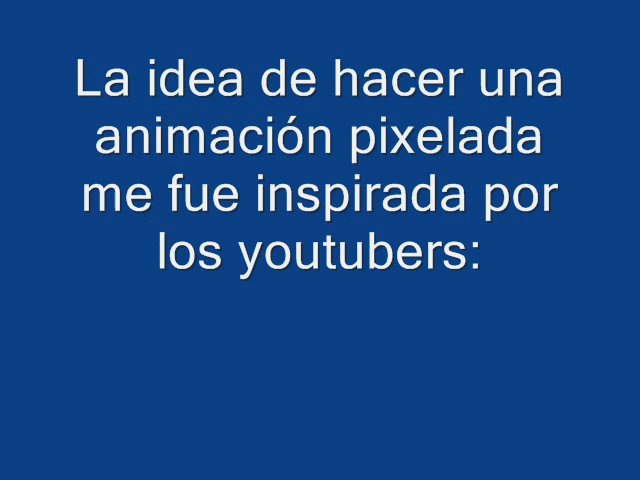 La idea de hacer una
animación pixelada
me fue inspirada por
los youtubers: